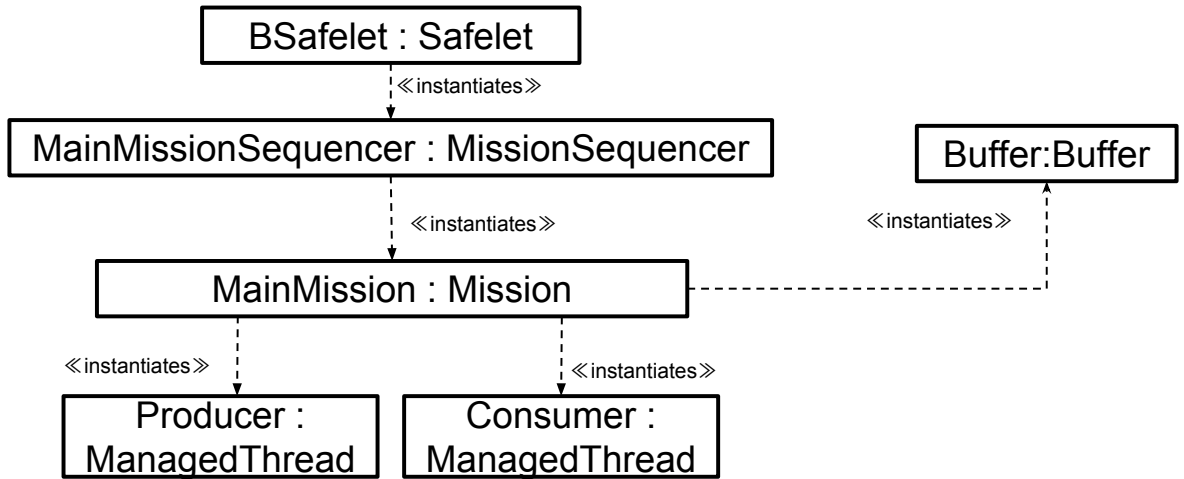 BSafelet : Safelet
≪instantiates≫
MainMissionSequencer : MissionSequencer
Buffer:Buffer
≪instantiates≫
≪instantiates≫
MainMission : Mission
≪instantiates≫
≪instantiates≫
Producer :
ManagedThread
Consumer :
ManagedThread